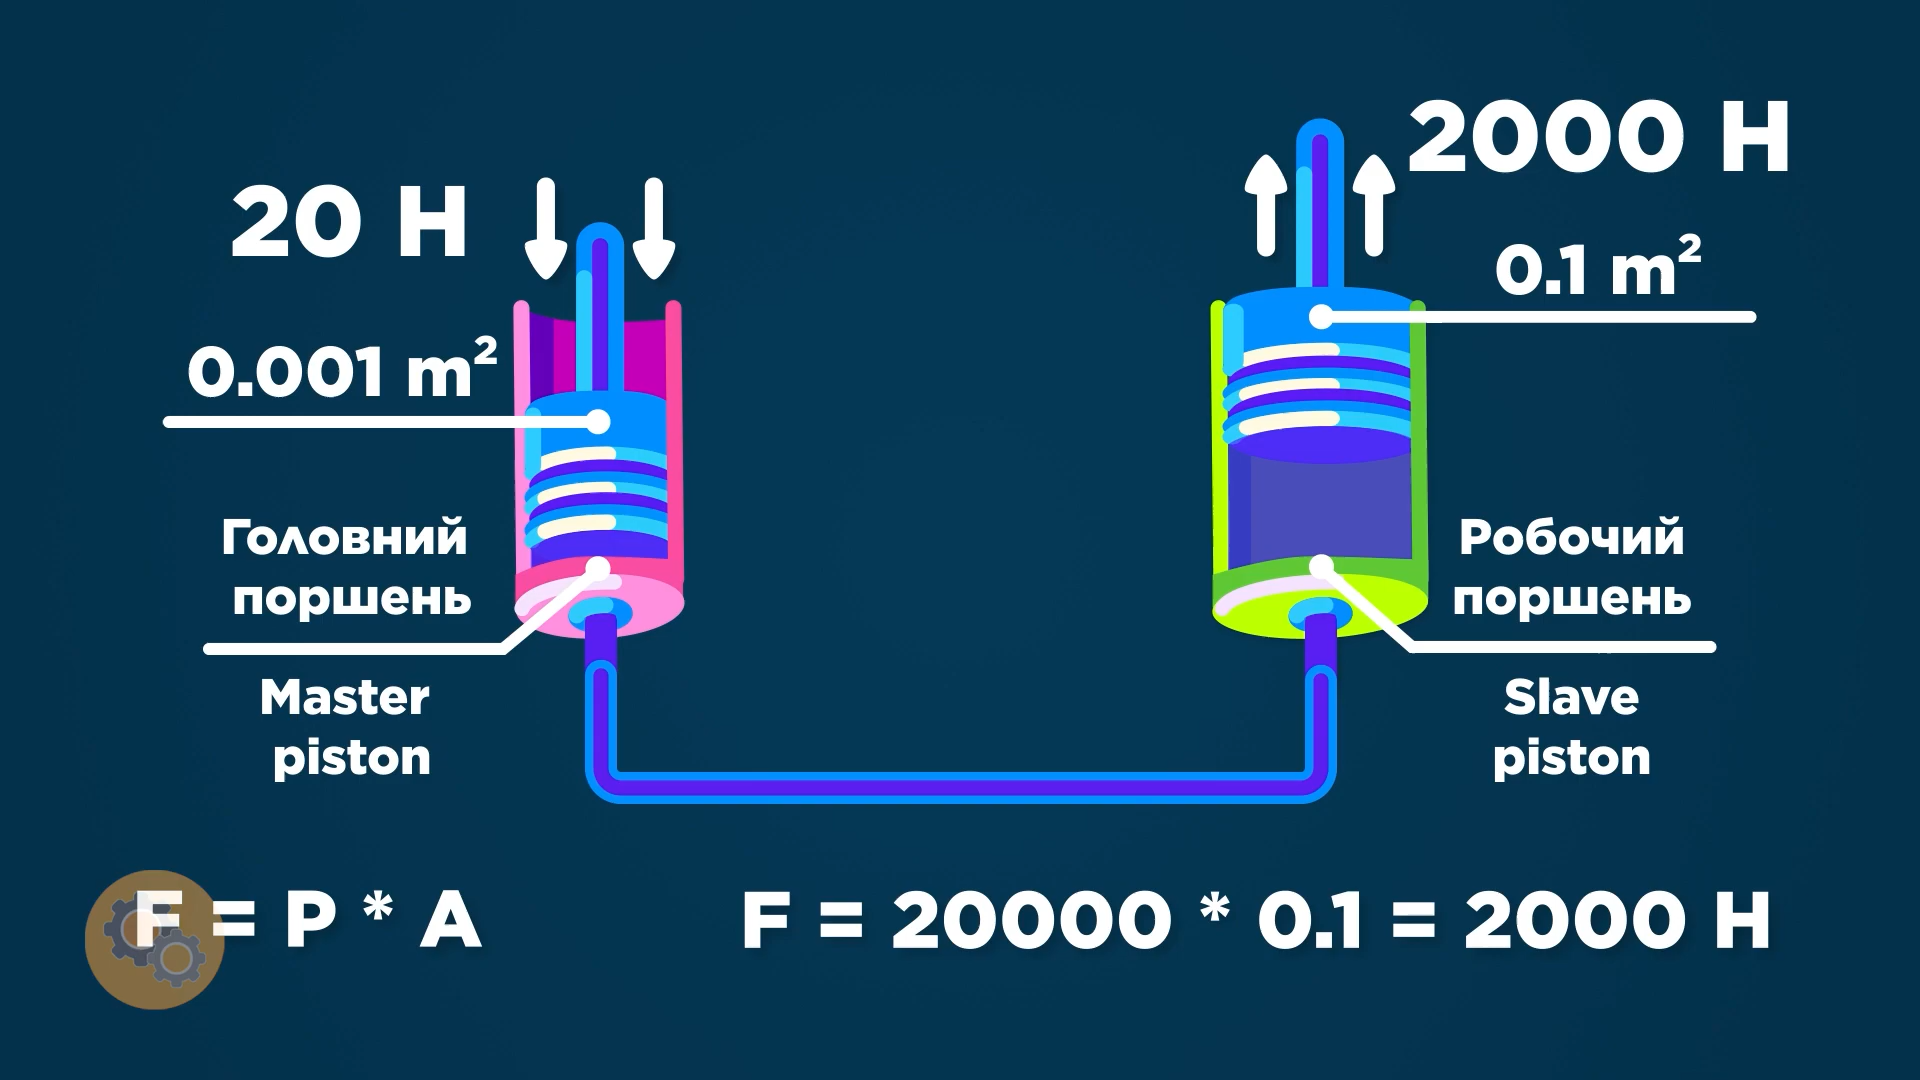 20 Н
0.001 m²
Головний
поршень
Master
piston
2000 Н
0.1 m²
Робочий
поршень
Slave
piston
F = P * A
F = 20000 * 0.1 = 2000 Н